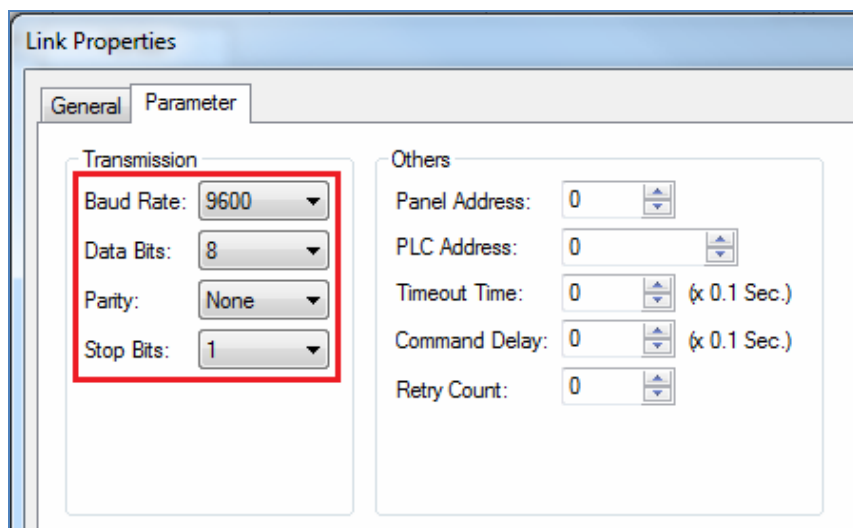 Link Properties
General Parameter
Transmission
Baud Rate: 9600
Data Bits: 8
Parity: None
Stop Bits: 1
Others
Panel Address: 0
PLC Address: 0
Timeout Time: 0 (x 0.1 Sec.)
Command Delay: 0 (x 0.1 Sec.)
Retry Count: 0